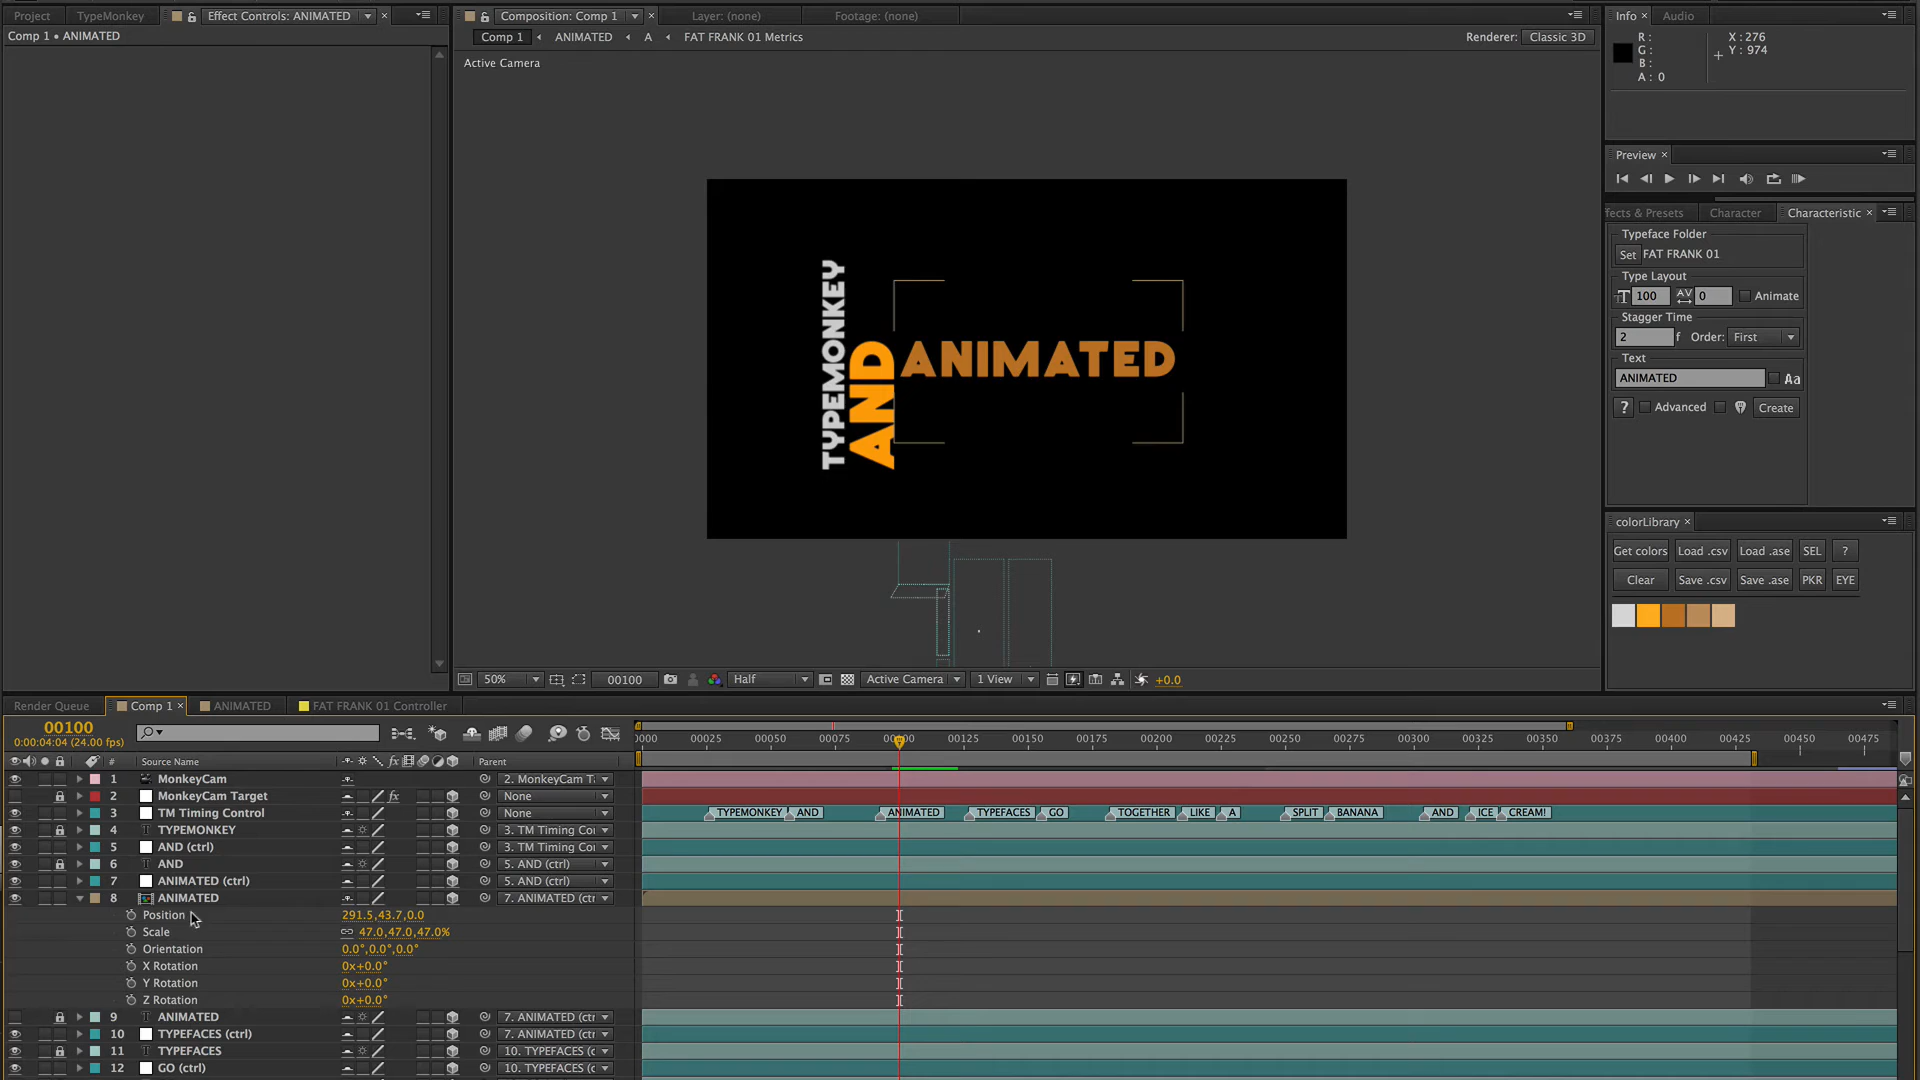 Project
TypeMonkey
Effect Controls: ANIMATED
Composition: Comp 1
Layer: (none)
Footage: (none)
Info
Audio
Comp 1 • ANIMATED
Comp 1
ANIMATED
A
FAT FRANK 01 Metrics
Renderer:
Classic 3D
Active Camera
R :
G :
B :
A : 0
X : 276
Y : 974
Preview
Effects & Presets
Character
Characteristic
Typeface Folder
Set
FAT FRANK 01
Type Layout
T 100
AV 0
Animate
Stagger Time
2
f
Order:
First
Text
ANIMATED
Aa
?
Advanced
Create
TYPEMONKEY
AND
ANIMATED
colorLibrary
Get colors
Load .csv
Load .ase
SEL
?
Clear
Save .csv
Save .ase
PKR
EYE
50%
00100
Half
Active Camera
1 View
+0.0
Render Queue
Comp 1
ANIMATED
FAT FRANK 01 Controller
00100
0:00:04:04 (24.00 fps)
0000 00025 00050 00075 00100 00125 00150 00175 00200 00225 00250 00275 00300 00325 00350 00375 00400 00425 00450 00475
#
Source Name
fx
Parent
1 MonkeyCam 2. MonkeyCam T
2 MonkeyCam Target fx None
3 TM Timing Control None
TYPEMONKEY AND ANIMATED TYPEFACES GO TOGETHER LIKE A SPLIT BANANA AND ICE CREAM!
4 T TYPEMONKEY 3. TM Timing Co
5 AND (ctrl) 3. TM Timing Co
6 T AND 5. AND (ctrl)
7 ANIMATED (ctrl) 5. AND (ctrl)
8 ANIMATED 7. ANIMATED (ctr
Position 291.5,43.7,0.0
Scale 47.0,47.0,47.0%
Orientation 0.0°,0.0°,0.0°
X Rotation 0x+0.0°
Y Rotation 0x+0.0°
Z Rotation 0x+0.0°
9 T ANIMATED 7. ANIMATED (ctr
10 TYPEFACES (ctrl) 7. ANIMATED (ctr
11 T TYPEFACES 10. TYPEFACES (c
12 GO (ctrl) 10. TYPEFACES (c